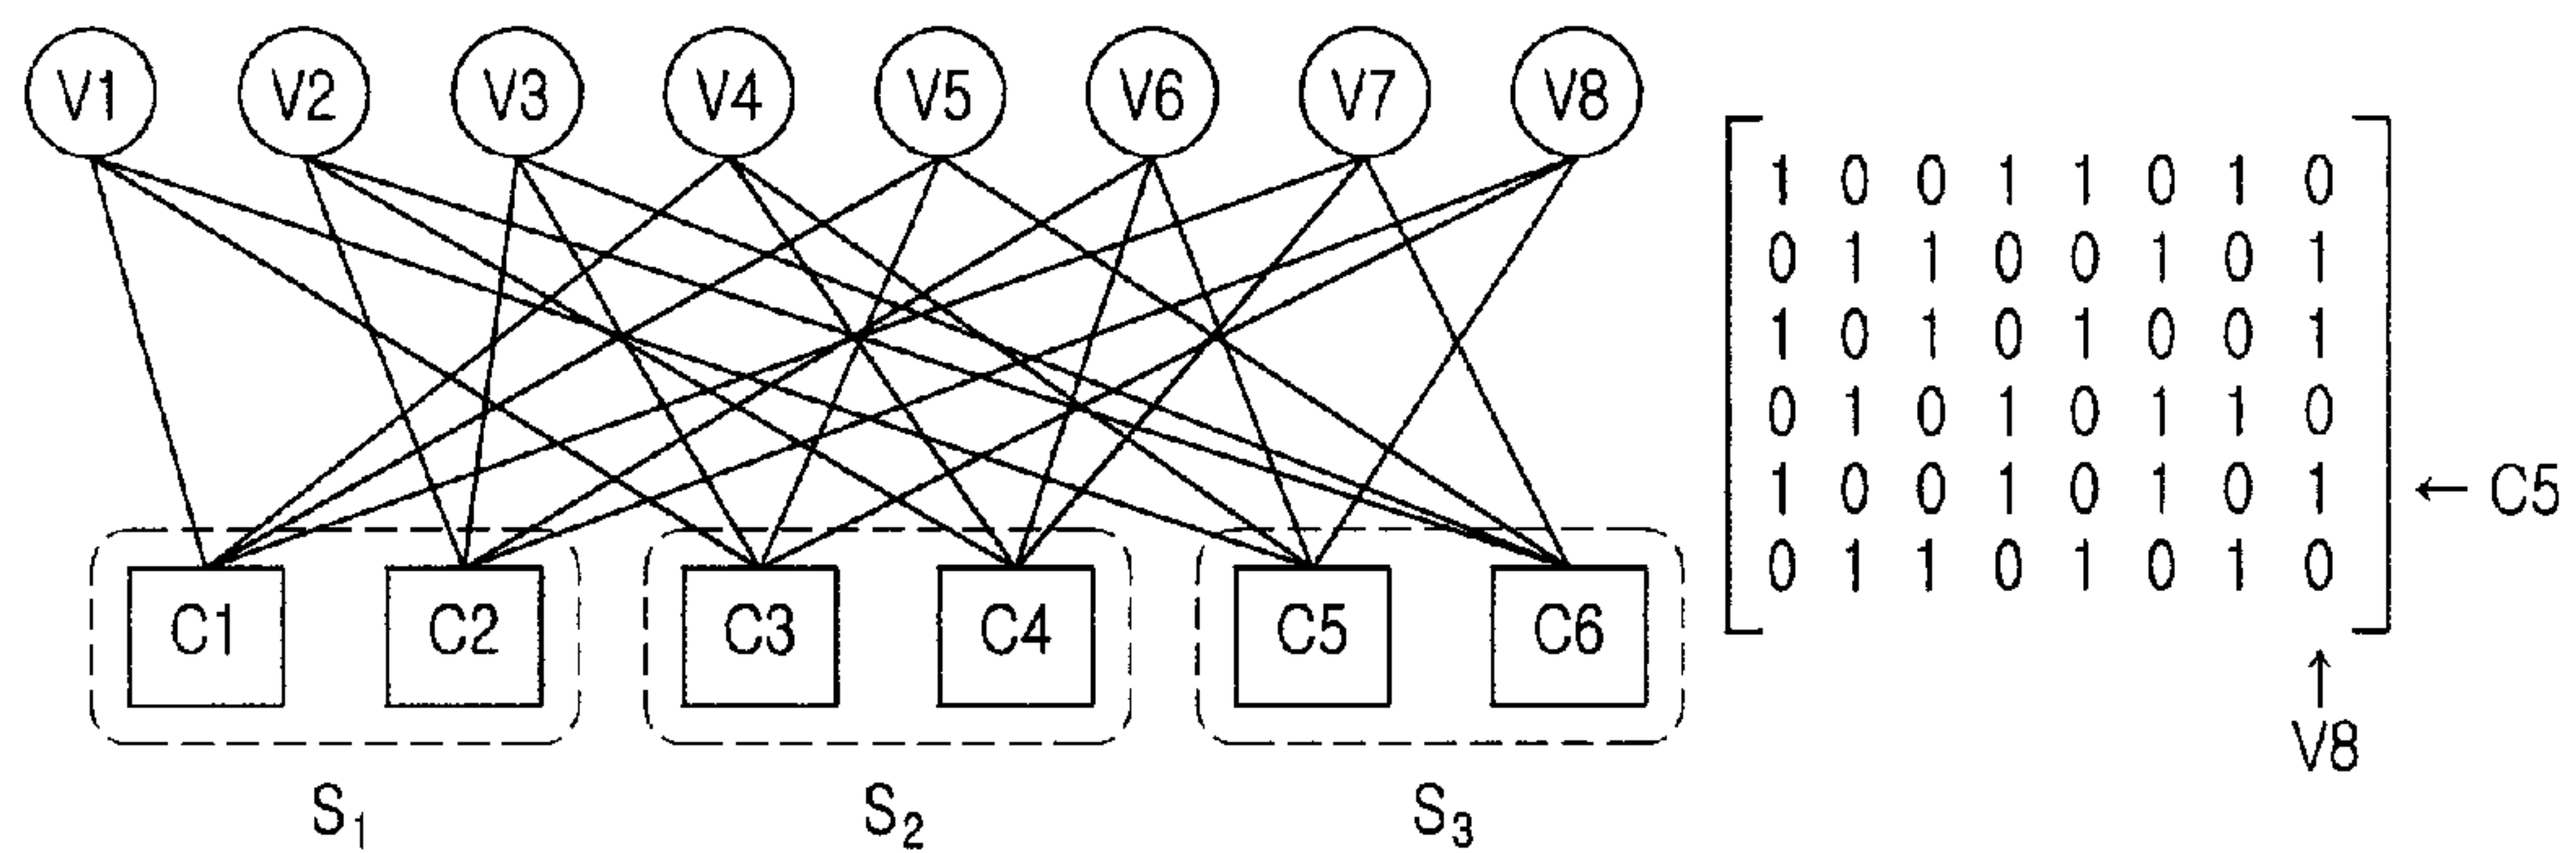 V1 V2 V3 V4 V5 V6 V7 V8
1 0 0 1 1 0 1 0
0 1 1 0 0 1 0 1
1 0 1 0 1 0 0 1
0 1 0 1 0 1 1 0
1 0 0 1 0 1 0 1 ← C5
0 1 1 0 1 0 1 0
↑
V8
C1 C2 C3 C4 C5 C6
S1 S2 S3